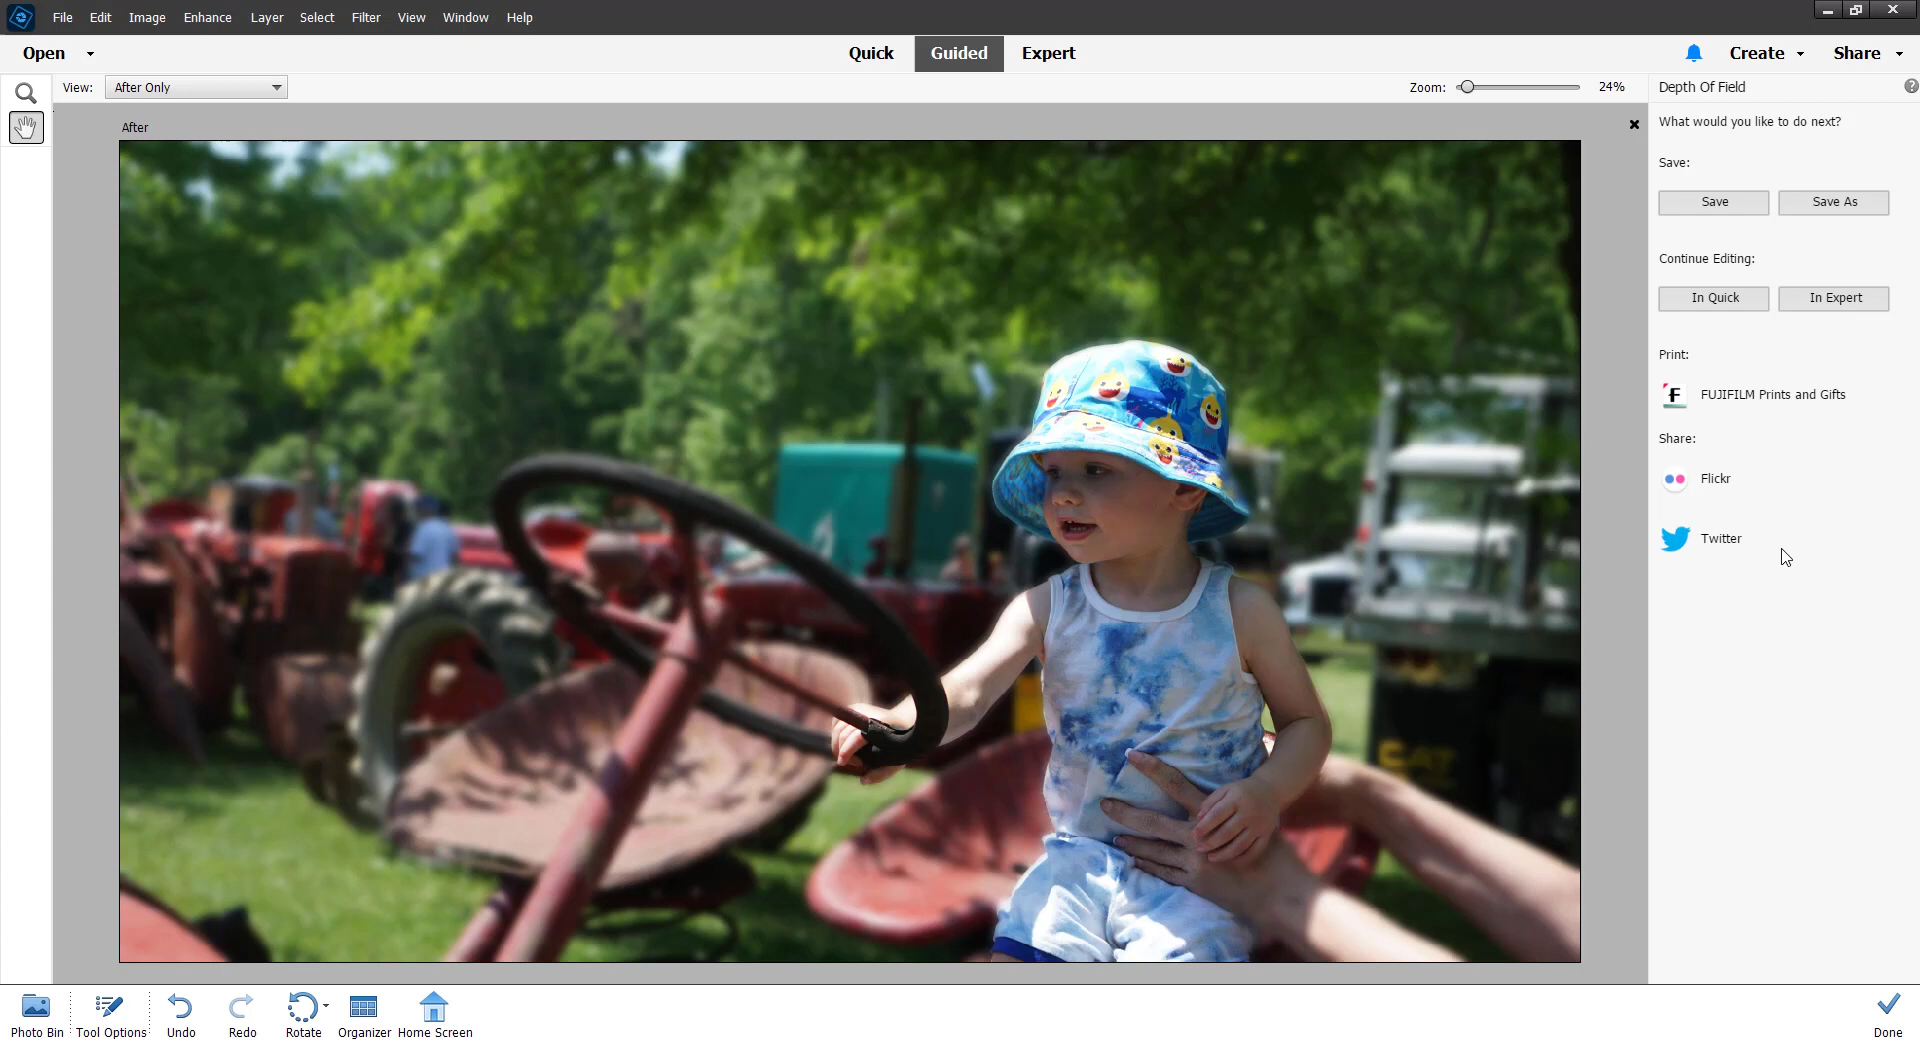 File Edit Image Enhance Layer Select Filter View Window Help
Open Quick Guided Expert Create Share
View: After Only Zoom: 24% Depth Of Field ?
After
What would you like to do next?
Save:
Save Save As
Continue Editing:
In Quick In Expert
Print:
F FUJIFILM Prints and Gifts
Share:
Flickr
Twitter
CAT
Photo Bin Tool Options Undo Redo Rotate Organizer Home Screen Done